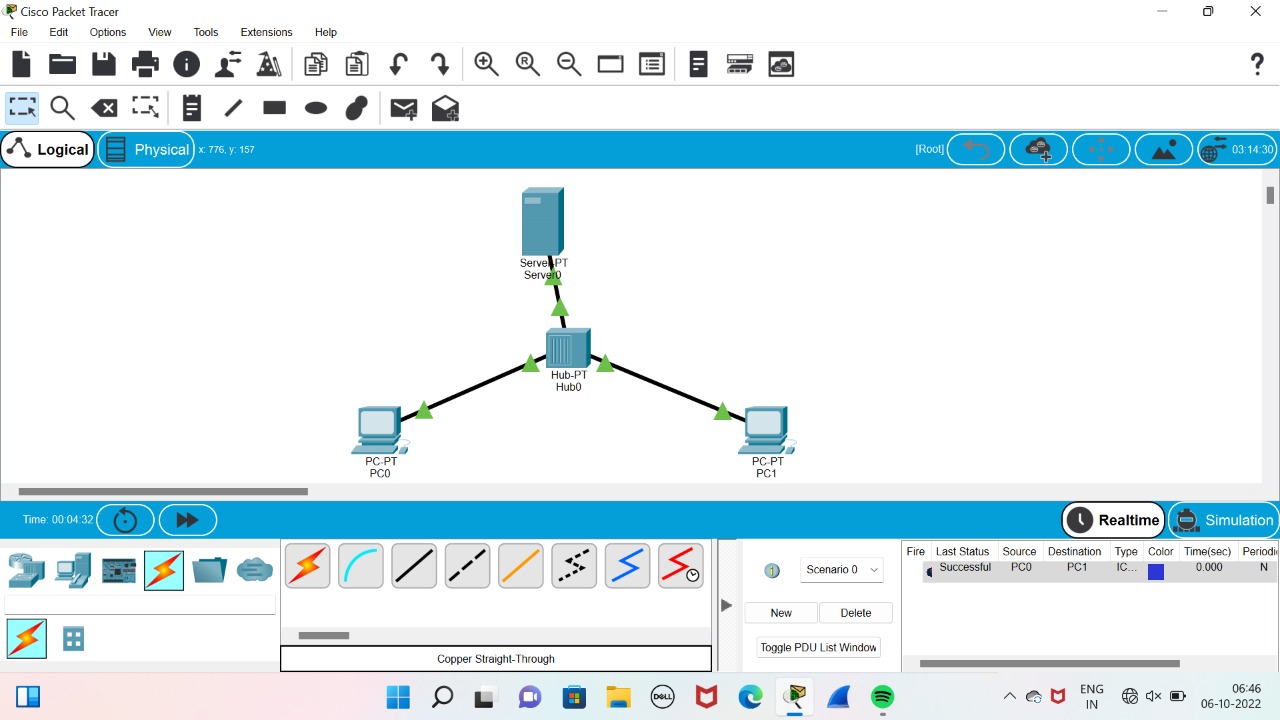 Cisco Packet Tracer
File Edit Options View Tools Extensions Help
Logical Physical x: 776, y: 157 [Root] 03:14:30
Server-PT
Server0
Hub-PT
Hub0
PC-PT
PC0
PC-PT
PC1
Time: 00:04:32 Realtime Simulation
Fire Last Status Source Destination Type Color Time(sec) Periodi
Successful PC0 PC1 IC... 0.000 N
Scenario 0
New Delete
Toggle PDU List Window
Copper Straight-Through
DELL
ENG
IN
06:46
06-10-2022